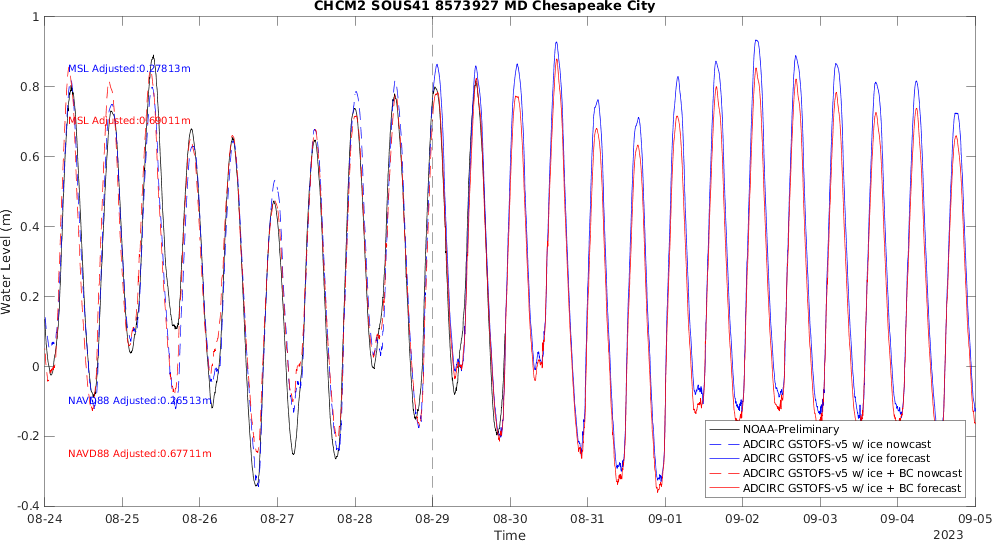 CHCM2 SOUS41 8573927 MD Chesapeake City
Water Level (m)
1
0.8
0.6
0.4
0.2
0
-0.2
-0.4
MSL Adjusted:0.27813m
MSL Adjusted:0.69011m
NAVD88 Adjusted:0.26513m
NAVD88 Adjusted:0.67711m
NOAA-Preliminary
ADCIRC GSTOFS-v5 w/ ice nowcast
ADCIRC GSTOFS-v5 w/ ice forecast
ADCIRC GSTOFS-v5 w/ ice + BC nowcast
ADCIRC GSTOFS-v5 w/ ice + BC forecast
08-24 08-25 08-26 08-27 08-28 08-29 08-30 08-31 09-01 09-02 09-03 09-04 09-05
Time
2023